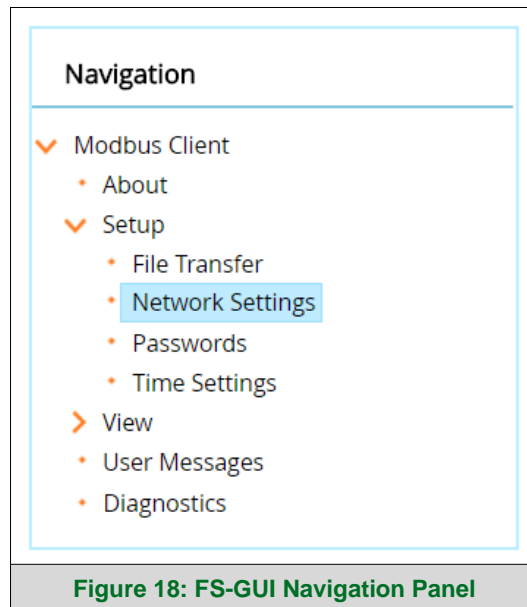 Navigation
Modbus Client
About
Setup
File Transfer
Network Settings
Passwords
Time Settings
View
User Messages
Diagnostics
Figure 18: FS-GUI Navigation Panel